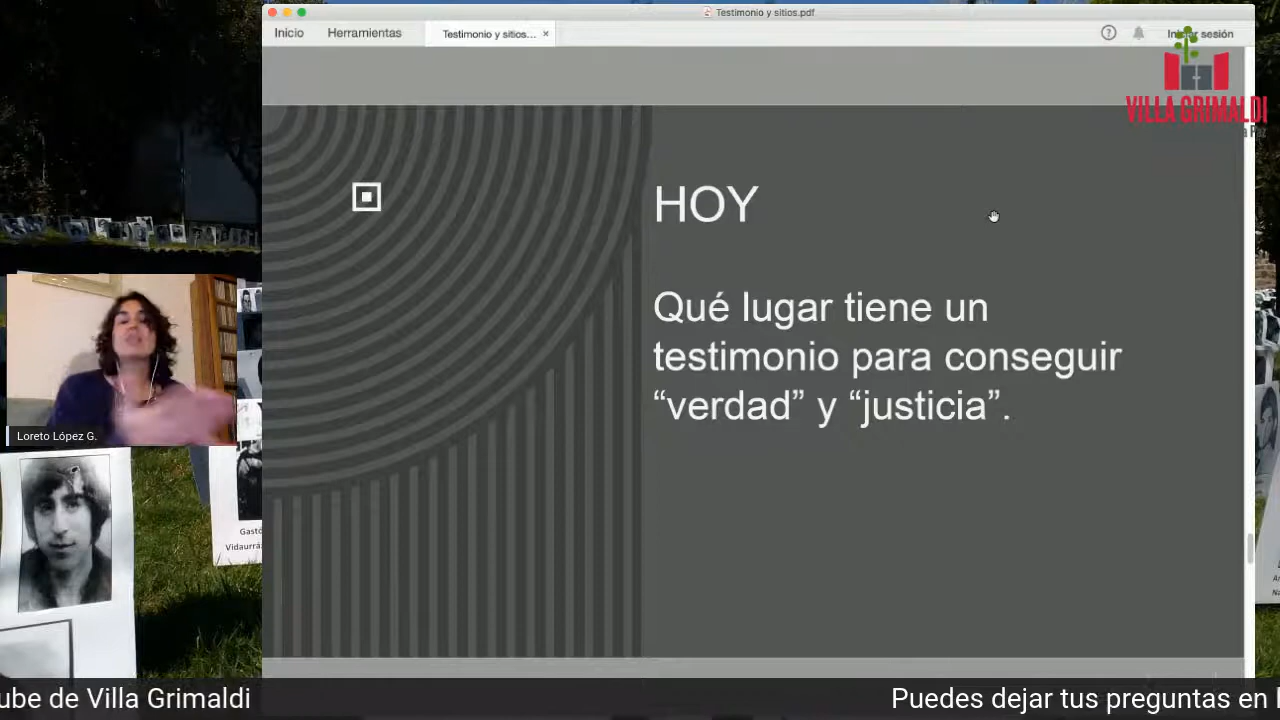 Testimonio y sitios.pdf
Inicio
Herramientas
Testimonio y sitios...
×
?
sesión
VILLA GRIMALDI
HOY
Qué lugar tiene un
testimonio para conseguir
“verdad” y “justicia”.
Loreto López G.
ube de Villa Grimaldi
Puedes dejar tus preguntas en